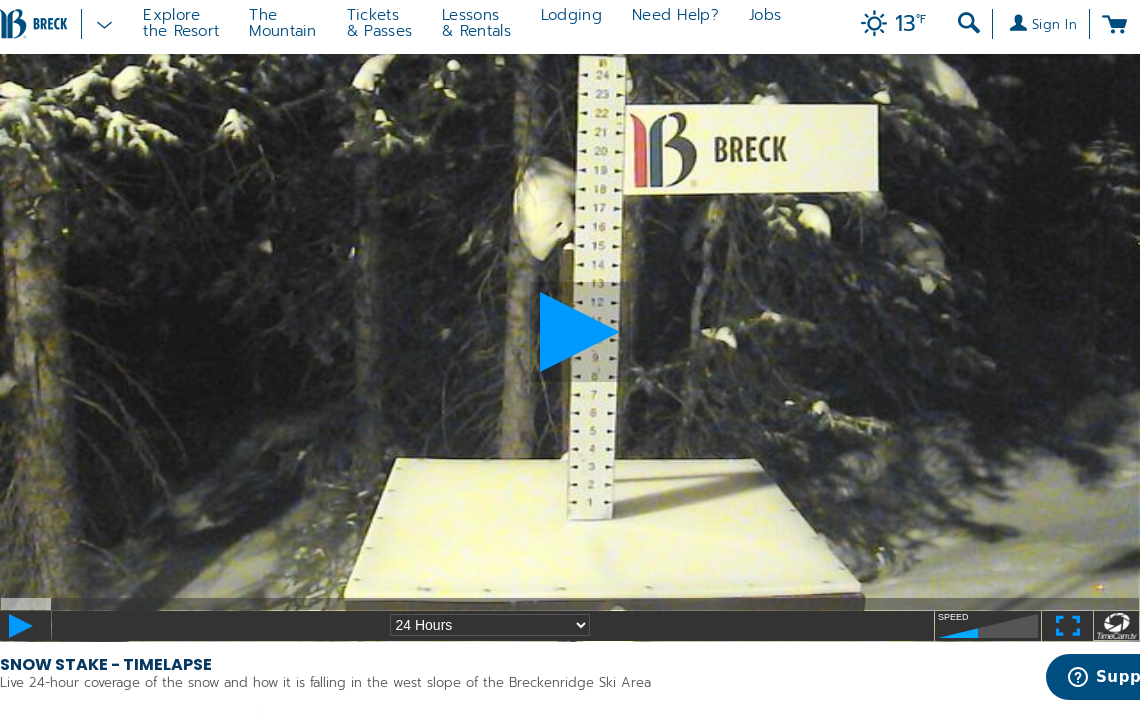 BRECK
Explore
the Resort
The
Mountain
Tickets
& Passes
Lessons
& Rentals
Lodging
Need Help?
Jobs
13°F
Sign In
24
23
22
21
20
19
18
17
16
15
14
13
12
9
8
7
6
5
4
3
2
1
BRECK
24 Hours
SPEED
TimeCam.tv
SNOW STAKE - TIMELAPSE
Live 24-hour coverage of the snow and how it is falling in the west slope of the Breckenridge Ski Area
Supp